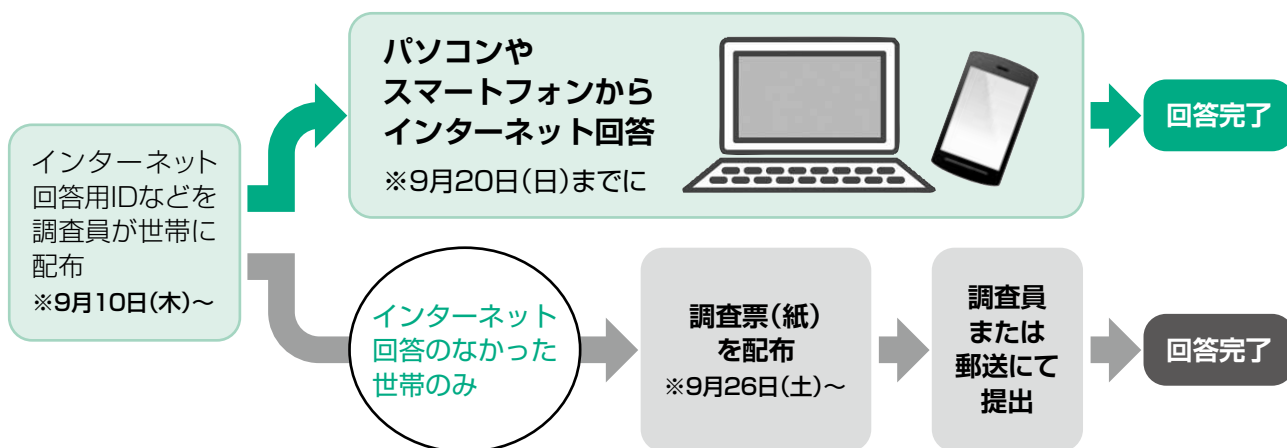 インターネット
回答用IDなどを
調査員が世帯に
配布
※9月10日(木)〜
パソコンや
スマートフォンから
インターネット回答
※9月20日(日)までに
回答完了
インターネット
回答のなかった
世帯のみ
調査票(紙)
を配布
※9月26日(土)〜
調査員
または
郵送にて
提出
回答完了